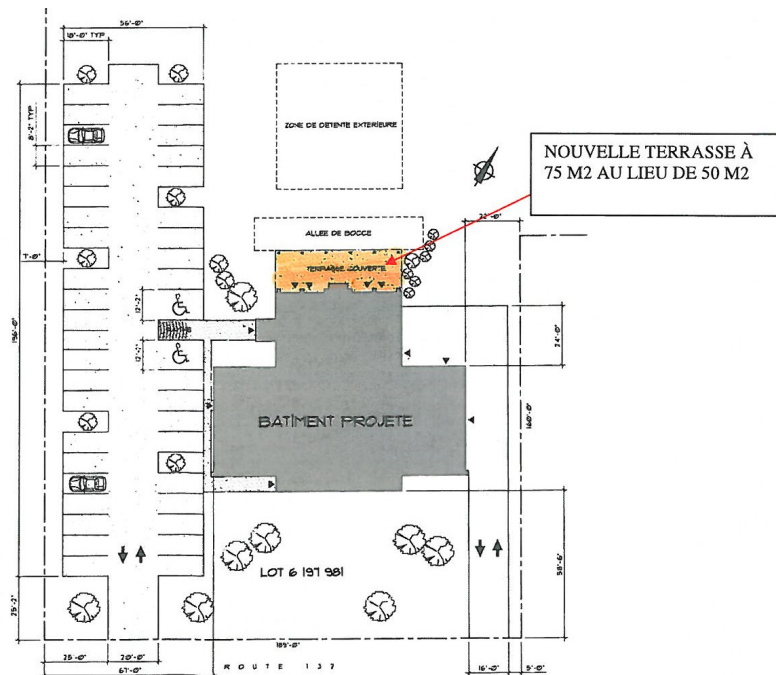 56'-0"
18'-0" TYP
8'-2" TYP
ZONE DE DETENTE EXTERIEURE
NOUVELLE TERRASSE À
75 M2 AU LIEU DE 50 M2
22'-0"
ALLEE DE BOCCE
TERRASSE COUVERTE
7'-0"
12'-2"
12'-2"
24'-0"
196'-0"
160'-0"
BATIMENT PROJETE
LOT 6 197 981
58'-6"
25'-2"
189'-0"
25'-0"
20'-0"
ROUTE 137
16'-0"
5'-0"
67'-0"